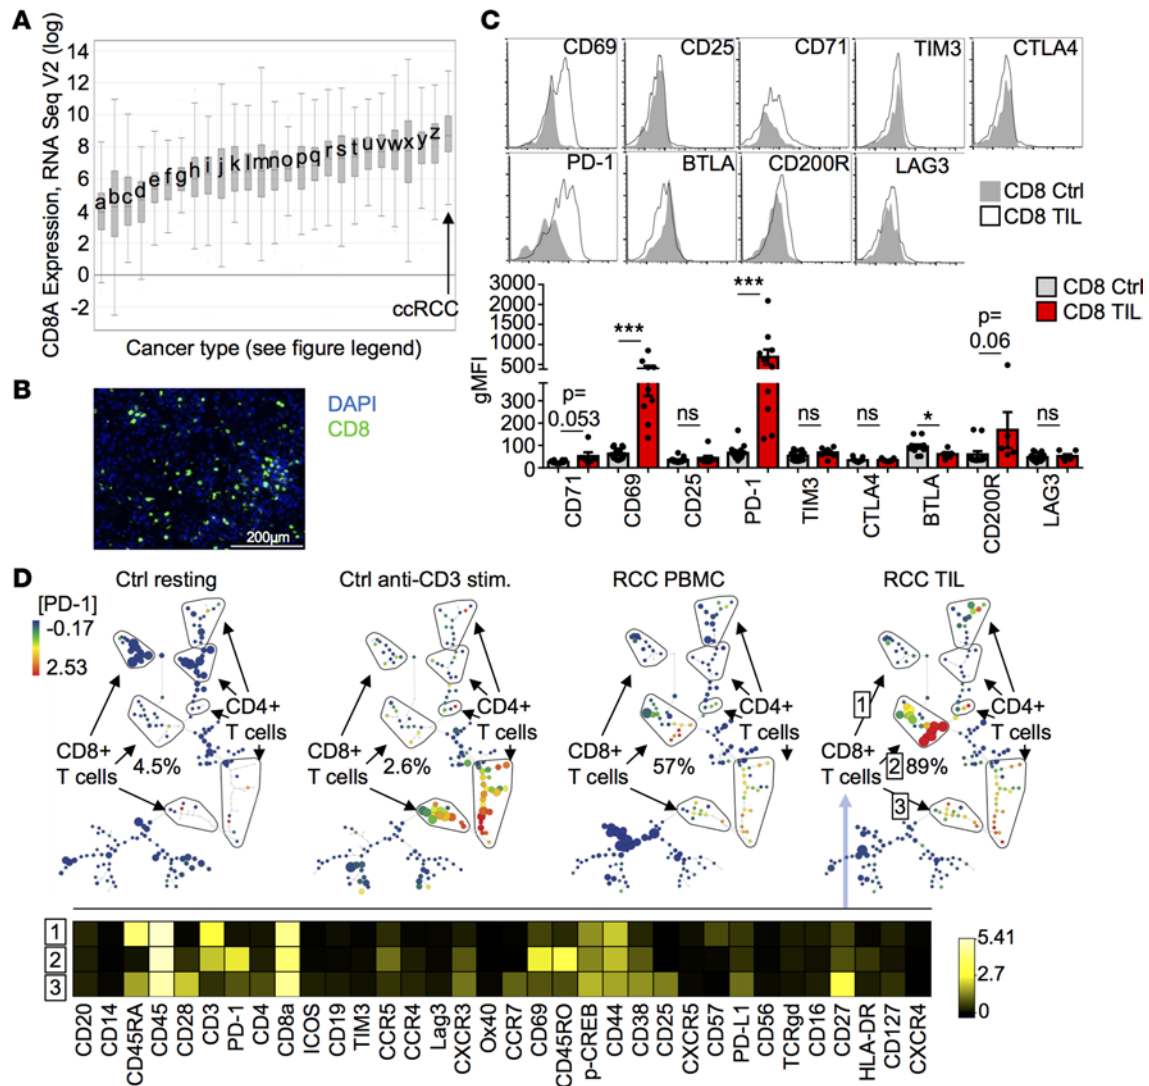 A
CD8A Expression, RNA Seq V2 (log)
14
12
10
8
6
4
2
0
-2
a b c d e f g h i j k l m n o p q r s t u v w x y z
ccRCC
Cancer type (see figure legend)
B
DAPI
CD8
200µm
C
CD69
CD25
CD71
TIM3
CTLA4
PD-1
BTLA
CD200R
LAG3
CD8 Ctrl
CD8 TIL
CD8 Ctrl
CD8 TIL
gMFI
3000
2500
1500
1000
500
300
200
100
0
p=
0.053
***
ns
***
ns
ns
*
p=
0.06
ns
CD71
CD69
CD25
PD-1
TIM3
CTLA4
BTLA
CD200R
LAG3
D
Ctrl resting
Ctrl anti-CD3 stim.
RCC PBMC
RCC TIL
[PD-1]
-0.17
2.53
CD8+
T cells
4.5%
CD4+
T cells
CD8+
T cells
2.6%
CD4+
T cells
CD8+
T cells
57%
CD4+
T cells
1
CD8+
T cells
2
89%
3
CD4+
T cells
1
2
3
5.41
2.7
0
CD20
CD14
CD45RA
CD45
CD28
CD3
PD-1
CD4
CD8a
ICOS
CD19
TIM3
CCR5
CCR4
Lag3
CXCR3
Ox40
CCR7
CD69
CD45RO
p-CREB
CD44
CD38
CD25
CXCR5
CD57
PD-L1
CD56
TCRgd
CD16
CD27
HLA-DR
CD127
CXCR4